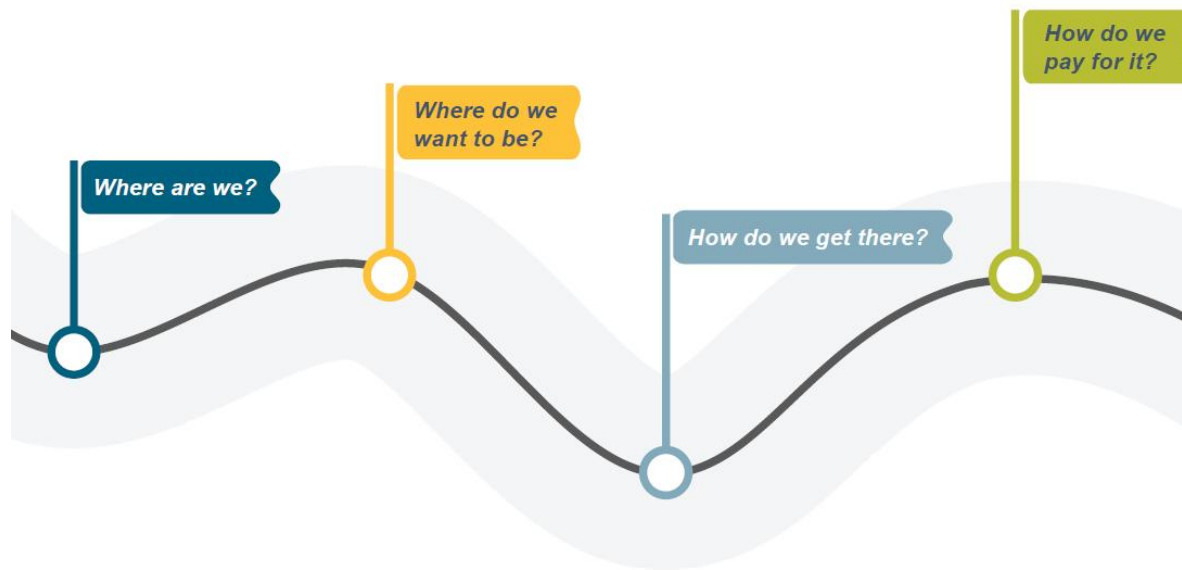 Where are we?
Where do we
want to be?
How do we get there?
How do we
pay for it?